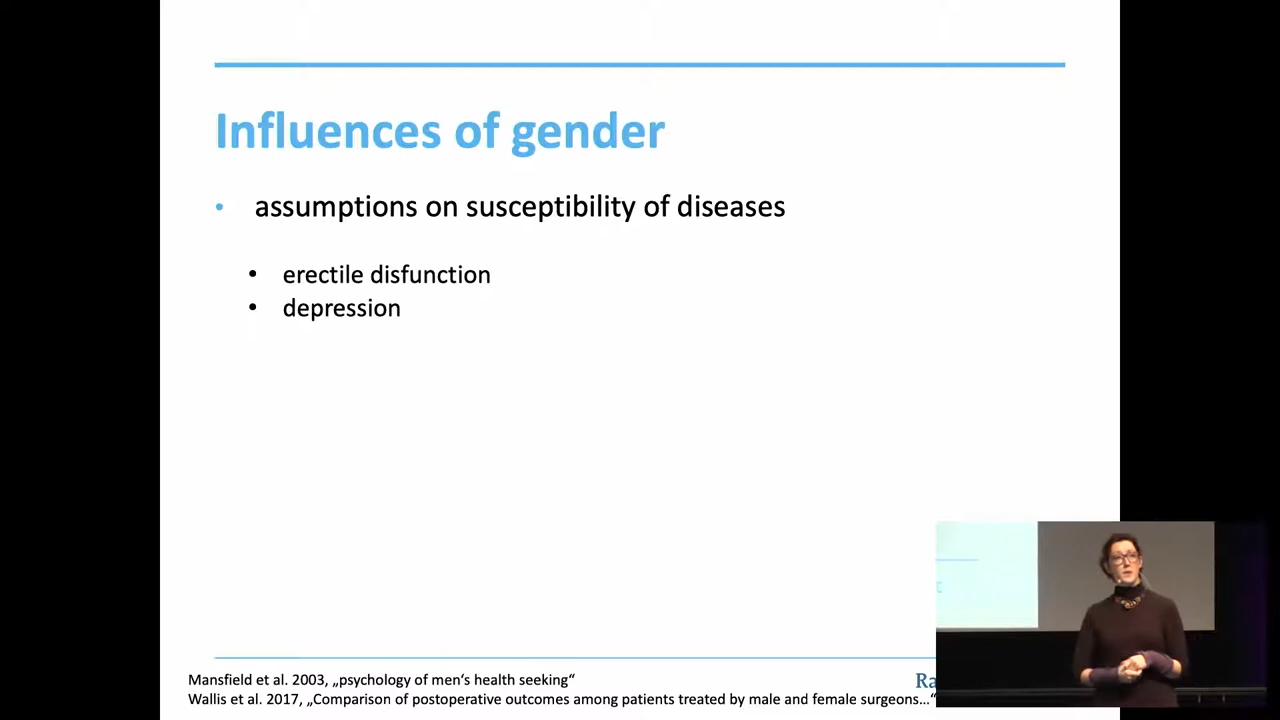 Influences of gender
• assumptions on susceptibility of diseases
• erectile disfunction
• depression
Mansfield et al. 2003, „psychology of men‘s health seeking“
Wallis et al. 2017, „Comparison of postoperative outcomes among patients treated by male and female surgeons…“
Ra